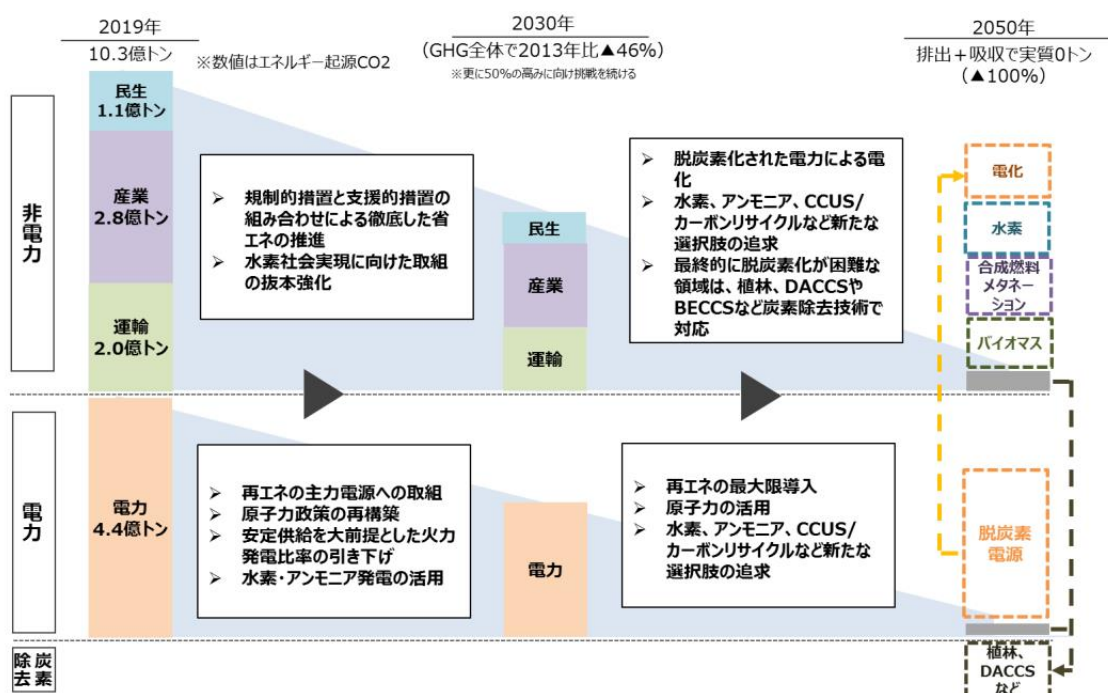 2019年
10.3億トン
※数値はエネルギー起源CO2
2030年
(GHG全体で2013年比▲46%)
※更に50%の高みに向け挑戦を続ける
2050年
排出+吸収で実質0トン
(▲100%)
非電力
民生
1.1億トン
産業
2.8億トン
運輸
2.0億トン
➢ 規制的措置と支援的措置の
組み合わせによる徹底した省
エネの推進
➢ 水素社会実現に向けた取組
の抜本強化
民生
産業
運輸
➢ 脱炭素化された電力による電
化
➢ 水素、アンモニア、CCUS/
カーボンリサイクルなど新たな
選択肢の追求
➢ 最終的に脱炭素化が困難な
領域は、植林、DACCSや
BECCSなど炭素除去技術で
対応
電化
水素
合成燃料
メタネー
ション
バイオマス
電力
電力
4.4億トン
➢ 再エネの主力電源への取組
➢ 原子力政策の再構築
➢ 安定供給を大前提とした火力
発電比率の引き下げ
➢ 水素・アンモニア発電の活用
電力
➢ 再エネの最大限導入
➢ 原子力の活用
➢ 水素、アンモニア、CCUS/
カーボンリサイクルなど新たな
選択肢の追求
脱炭素
電源
炭素
除去
植林、
DACCS
など